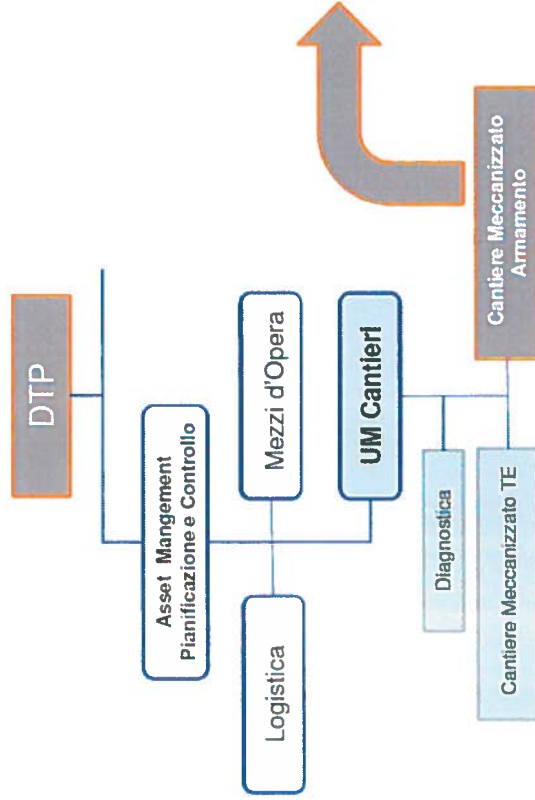 DTP
Asset Mangement
Pianificazione e Controllo
Logistica
Mezzi d'Opera
UM Cantieri
Diagnostica
Cantiere Meccanizzato TE
Cantiere Meccanizzato
Armamento